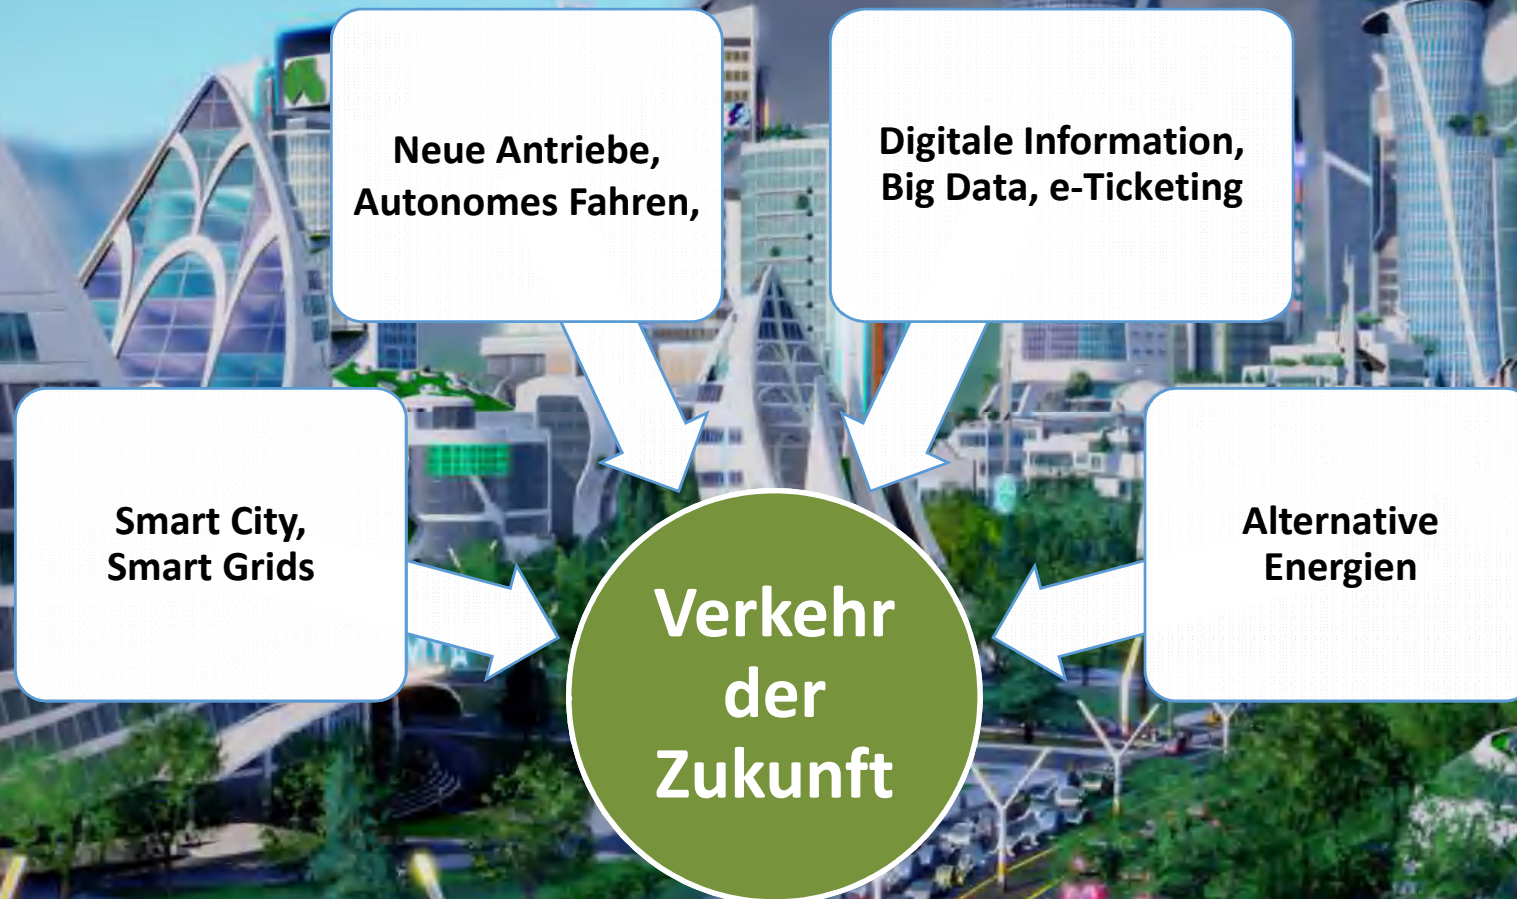 Neue Antriebe,
Autonomes Fahren,
Digitale Information,
Big Data, e-Ticketing
Smart City,
Smart Grids
Alternative
Energien
Verkehr
der
Zukunft